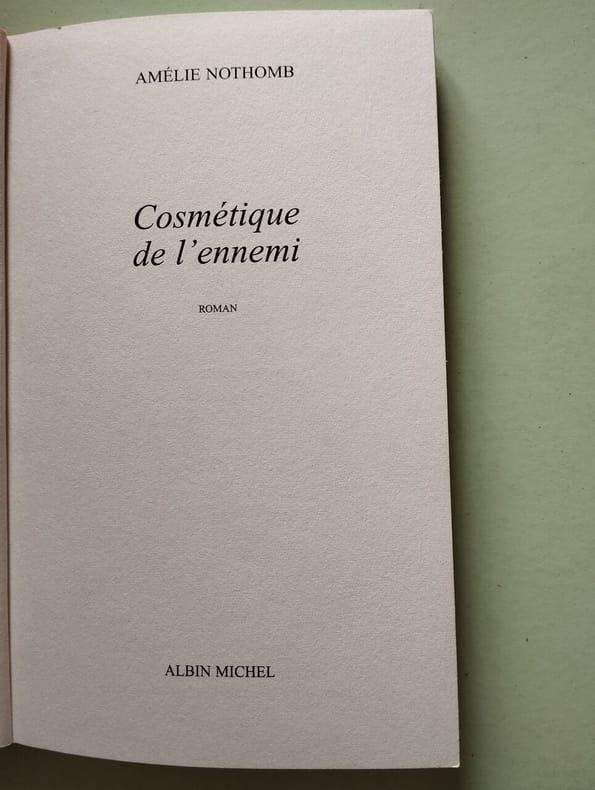 AMÉLIE NOTHOMB
Cosmétique
de l’ennemi
ROMAN
ALBIN MICHEL